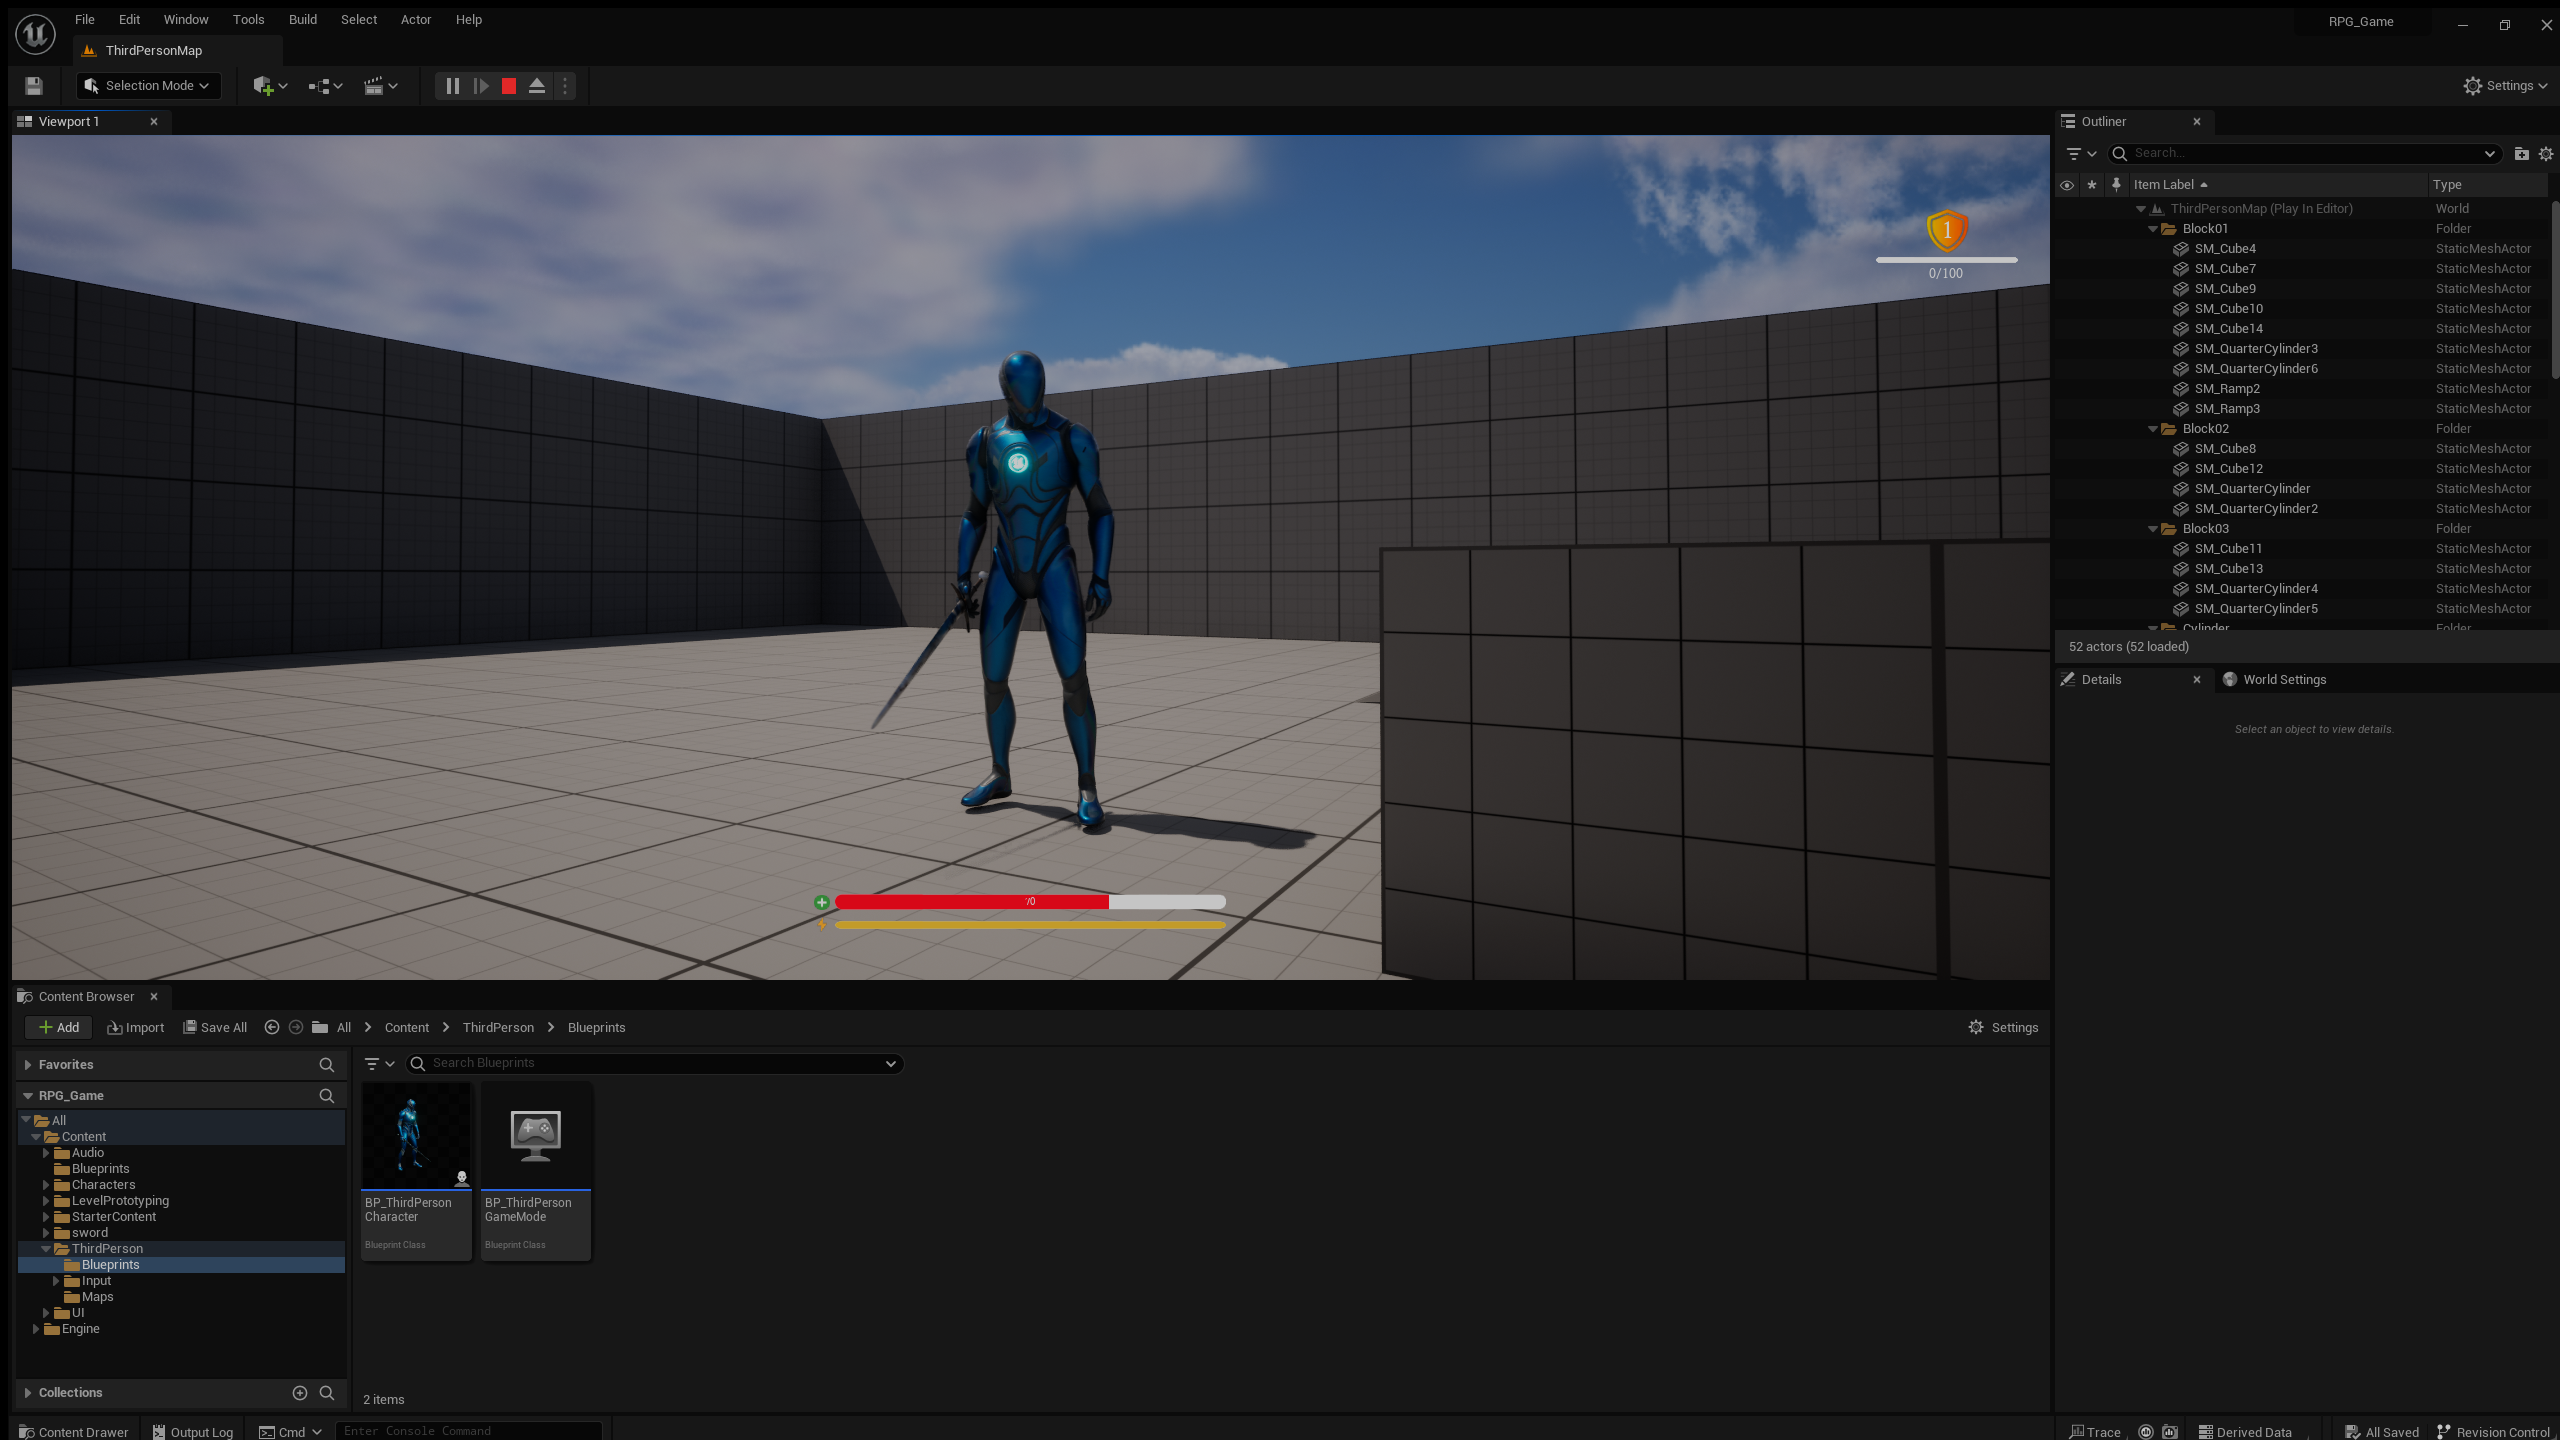 File Edit Window Tools Build Select Actor Help
RPG_Game
ThirdPersonMap
Selection Mode
Settings
Viewport 1
1
0/100
70
Outliner
Search...
Item Label Type
ThirdPersonMap (Play In Editor) World
Block01 Folder
SM_Cube4 StaticMeshActor
SM_Cube7 StaticMeshActor
SM_Cube9 StaticMeshActor
SM_Cube10 StaticMeshActor
SM_Cube14 StaticMeshActor
SM_QuarterCylinder3 StaticMeshActor
SM_QuarterCylinder6 StaticMeshActor
SM_Ramp2 StaticMeshActor
SM_Ramp3 StaticMeshActor
Block02 Folder
SM_Cube8 StaticMeshActor
SM_Cube12 StaticMeshActor
SM_QuarterCylinder StaticMeshActor
SM_QuarterCylinder2 StaticMeshActor
Block03 Folder
SM_Cube11 StaticMeshActor
SM_Cube13 StaticMeshActor
SM_QuarterCylinder4 StaticMeshActor
SM_QuarterCylinder5 StaticMeshActor
Cylinder Folder
52 actors (52 loaded)
Details
World Settings
Select an object to view details.
Content Browser
Add Import Save All All Content ThirdPerson Blueprints
Settings
Favorites
RPG_Game
All
Content
Audio
Blueprints
Characters
LevelPrototyping
StarterContent
sword
ThirdPerson
Blueprints
Input
Maps
UI
Engine
Collections
Search Blueprints
BP_ThirdPerson
Character
Blueprint Class
BP_ThirdPerson
GameMode
Blueprint Class
2 items
Content Drawer Output Log Cmd Enter Console Command
Trace Derived Data All Saved Revision Control